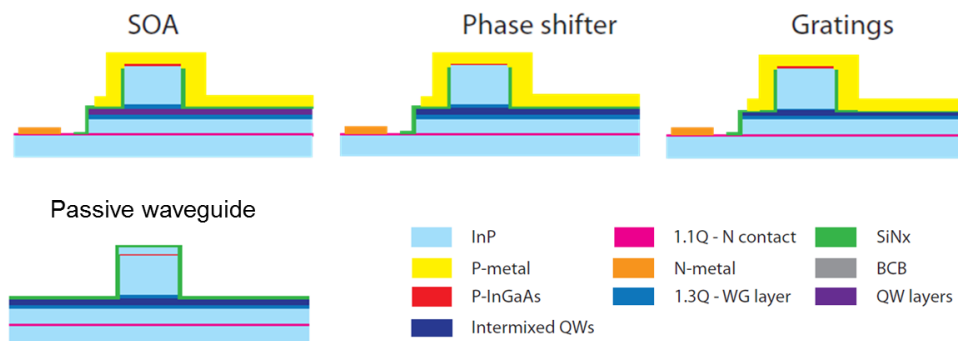 SOA
Phase shifter
Gratings
Passive waveguide
InP
1.1Q - N contact
SiNx
P-metal
N-metal
BCB
P-InGaAs
1.3Q - WG layer
QW layers
Intermixed QWs